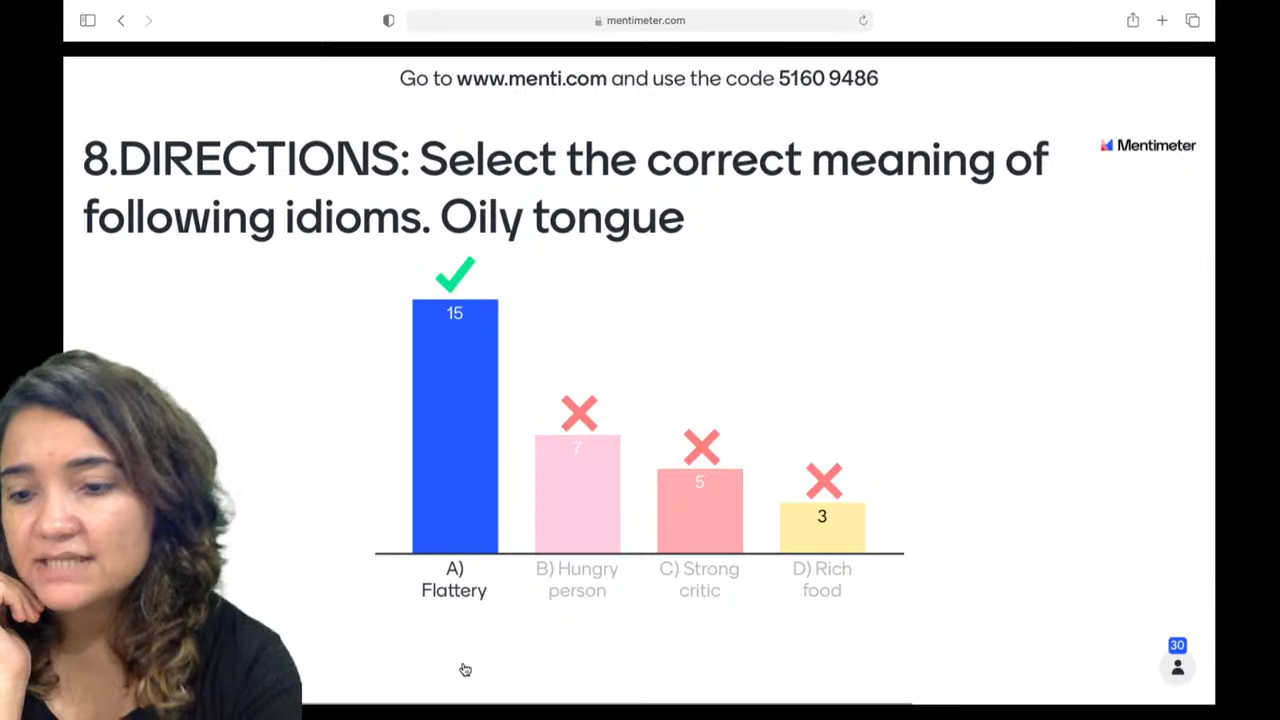 mentimeter.com
Go to www.menti.com and use the code 5160 9486
8.DIRECTIONS: Select the correct meaning of
following idioms. Oily tongue
Mentimeter
15
7
5
3
A)
Flattery
B) Hungry
person
C) Strong
critic
D) Rich
food
30